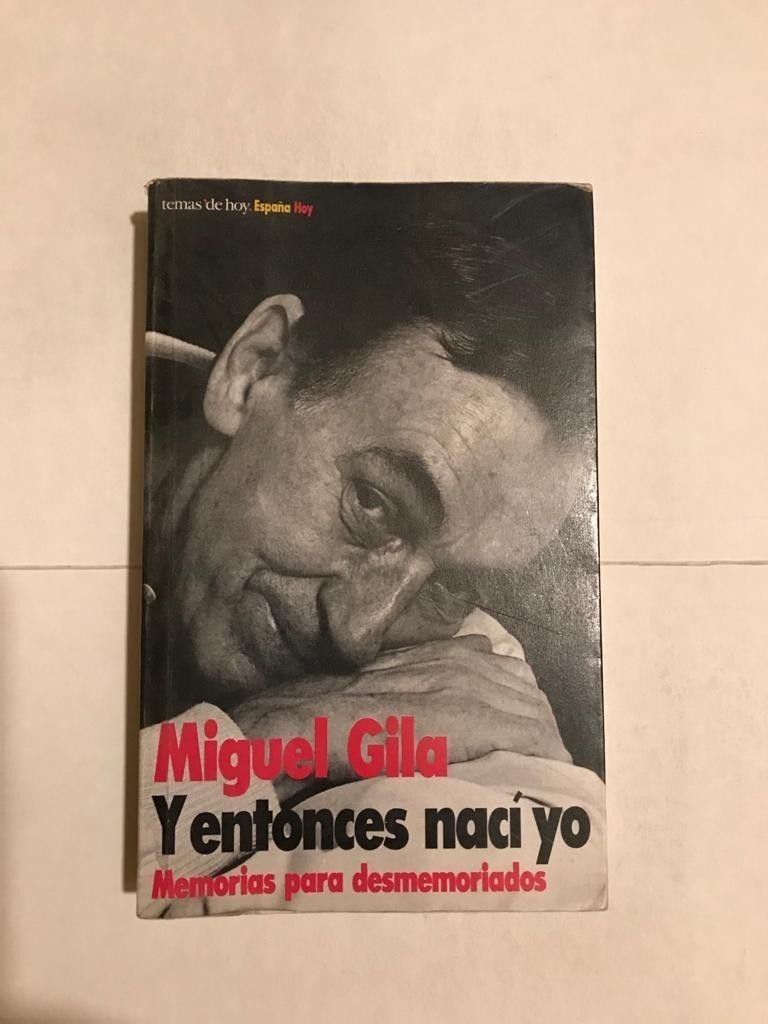 temas'de hoy. España Hoy
Miguel Gila
Y entonces nací yo
Memorias para desmemoriados